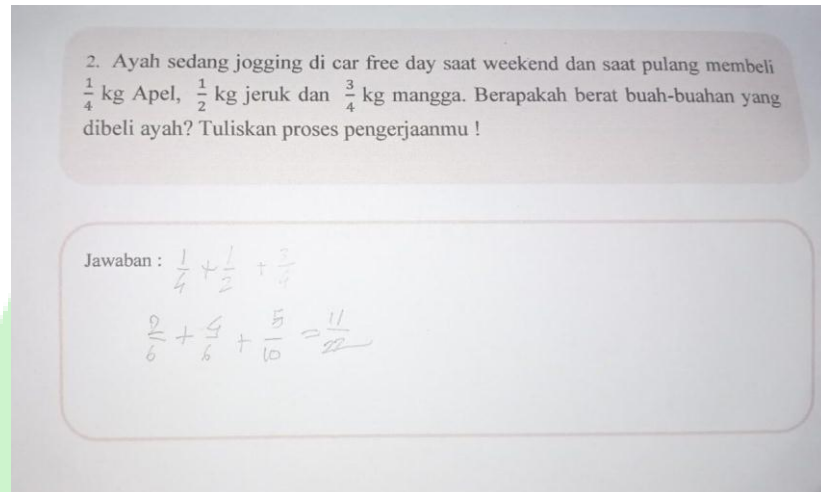 2. Ayah sedang jogging di car free day saat weekend dan saat pulang membeli
1/4 kg Apel, 1/2 kg jeruk dan 3/4 kg mangga. Berapakah berat buah-buahan yang
dibeli ayah? Tuliskan proses pengerjaanmu !
Jawaban : 1/4 + 1/2 + 3/4
2/6 + 4/6 + 5/10 = 11/22